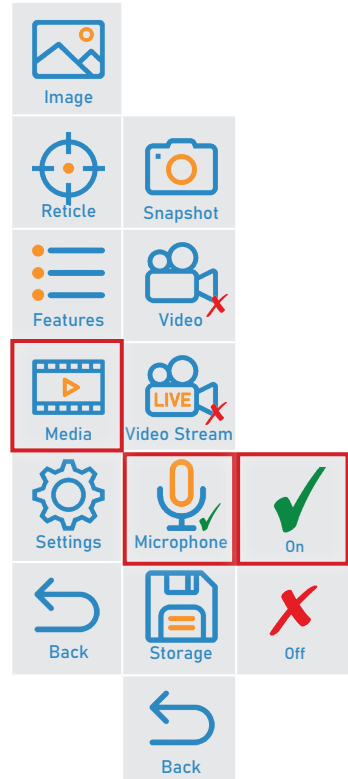 Image
Reticle
Snapshot
Features
Video
Media
LIVE
Video Stream
Settings
Microphone
On
Back
Storage
Off
Back